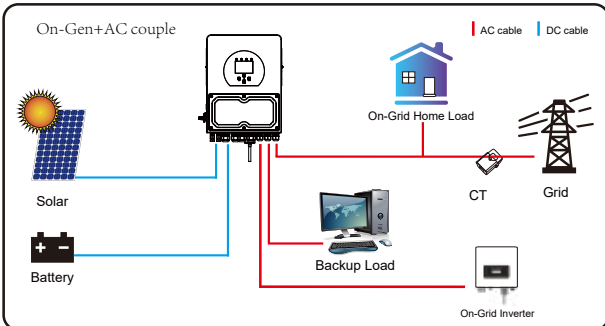 On-Gen+AC couple
AC cable
DC cable
On-Grid Home Load
CT
Grid
Solar
Backup Load
Battery
On-Grid Inverter